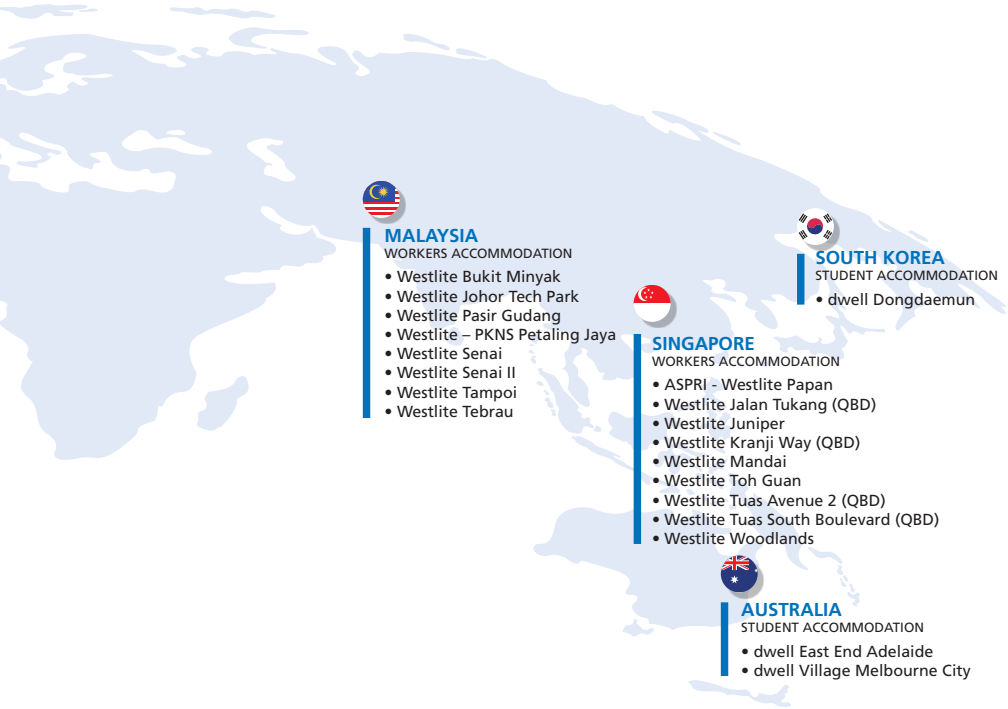 MALAYSIA
WORKERS ACCOMMODATION
• Westlite Bukit Minyak
• Westlite Johor Tech Park
• Westlite Pasir Gudang
• Westlite – PKNS Petaling Jaya
• Westlite Senai
• Westlite Senai II
• Westlite Tampoi
• Westlite Tebrau
SOUTH KOREA
STUDENT ACCOMMODATION
• dwell Dongdaemun
SINGAPORE
WORKERS ACCOMMODATION
• ASPRI - Westlite Papan
• Westlite Jalan Tukang (QBD)
• Westlite Juniper
• Westlite Kranji Way (QBD)
• Westlite Mandai
• Westlite Toh Guan
• Westlite Tuas Avenue 2 (QBD)
• Westlite Tuas South Boulevard (QBD)
• Westlite Woodlands
AUSTRALIA
STUDENT ACCOMMODATION
• dwell East End Adelaide
• dwell Village Melbourne City